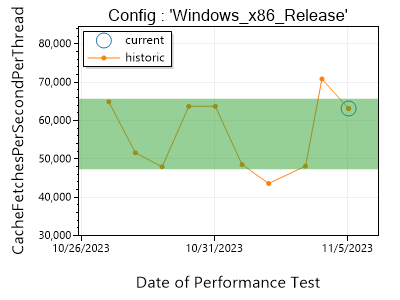 Config : 'Windows_x86_Release'
current
historic
CacheFetchesPerSecondPerThread
80,000
70,000
60,000
50,000
40,000
30,000
10/26/2023 10/31/2023 11/5/2023
Date of Performance Test